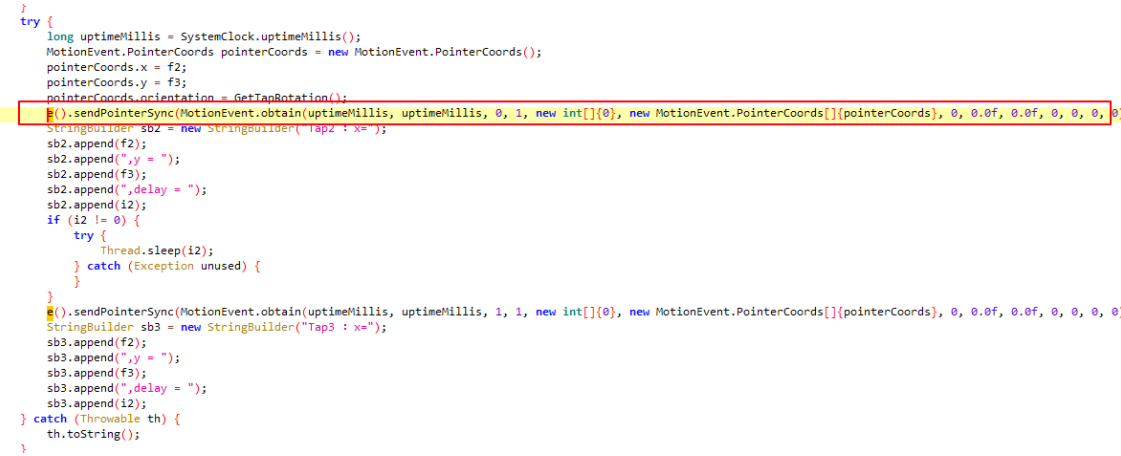 }
try {
    long uptimeMillis = SystemClock.uptimeMillis();
    MotionEvent.PointerCoords pointerCoords = new MotionEvent.PointerCoords();
    pointerCoords.x = f2;
    pointerCoords.y = f3;
    pointerCoords.orientation = GetTapRotation();
    e().sendPointerSync(MotionEvent.obtain(uptimeMillis, uptimeMillis, 0, 1, new int[]{0}, new MotionEvent.PointerCoords[]{pointerCoords}, 0, 0.0f, 0.0f, 0, 0, 0, 0)
    StringBuilder sb2 = new StringBuilder("Tap2 : x=");
    sb2.append(f2);
    sb2.append(",y = ");
    sb2.append(f3);
    sb2.append(",delay = ");
    sb2.append(i2);
    if (i2 != 0) {
        try {
            Thread.sleep(i2);
        } catch (Exception unused) {
        }
    }
    e().sendPointerSync(MotionEvent.obtain(uptimeMillis, uptimeMillis, 1, 1, new int[]{0}, new MotionEvent.PointerCoords[]{pointerCoords}, 0, 0.0f, 0.0f, 0, 0, 0, 0)
    StringBuilder sb3 = new StringBuilder("Tap3 : x=");
    sb3.append(f2);
    sb3.append(",y = ");
    sb3.append(f3);
    sb3.append(",delay = ");
    sb3.append(i2);
} catch (Throwable th) {
    th.toString();
}